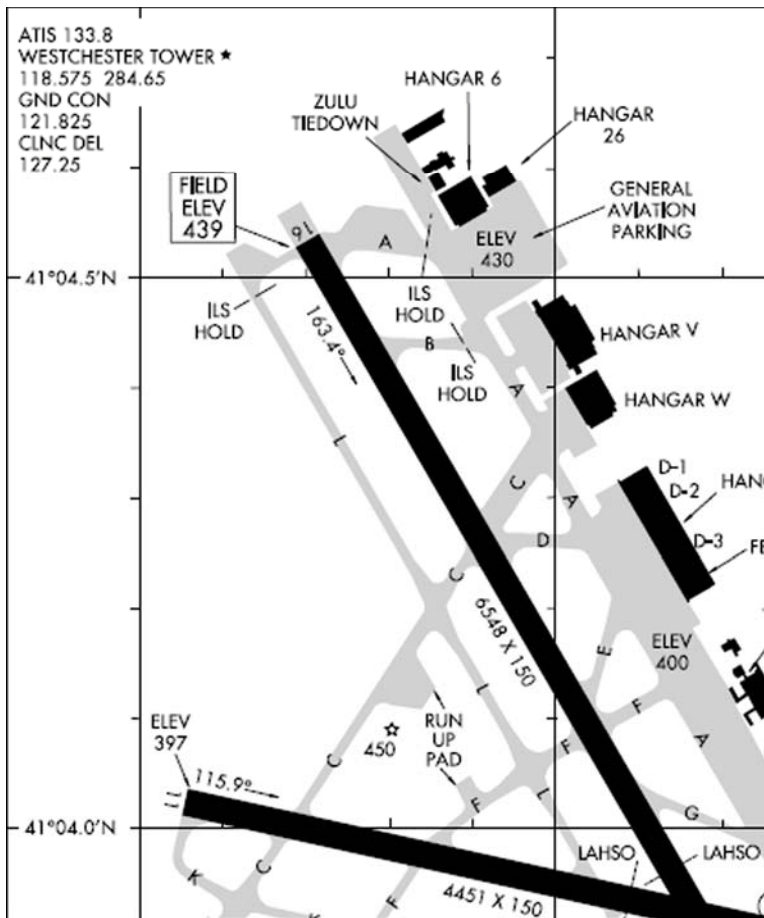 ATIS 133.8
WESTCHESTER TOWER ★
118.575 284.65
GND CON
121.825
CLNC DEL
127.25
HANGAR 6
ZULU
TIEDOWN
HANGAR
26
FIELD
ELEV
439
GENERAL
AVIATION
PARKING
16
A
ELEV
430
41°04.5'N
ILS
HOLD
ILS
HOLD
163.4°
B
ILS
HOLD
HANGAR V
A
HANGAR W
L
C
D-1
D-2
HANG
A
D
D-3
FE
C
6548 X 150
E
ELEV
400
L
F
ELEV
397
RUN
UP
PAD
450
F
A
C
115.9°
11
L
F
L
G
41°04.0'N
LAHSO
LAHSO
K
C
4451 X 150
F
K